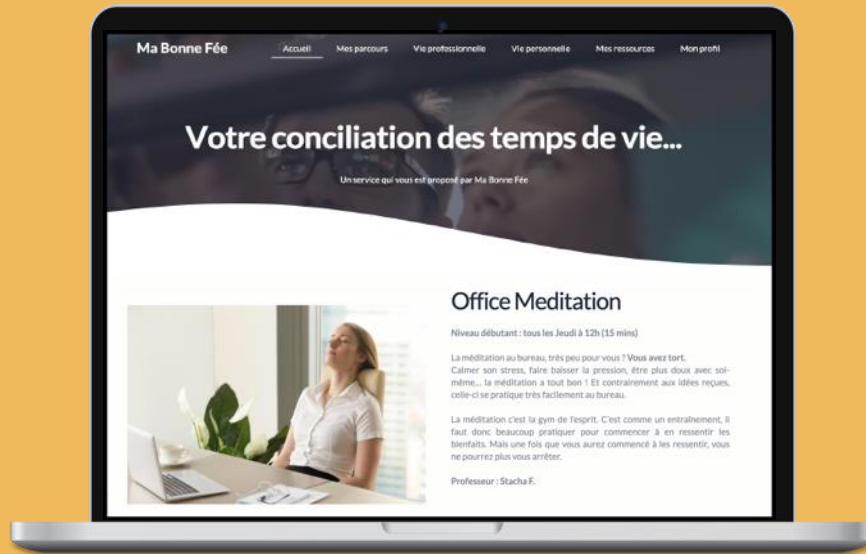 Ma Bonne Fée
Accueil Mes parcours Vie professionnelle Vie personnelle Mes ressources Mon profil
Votre conciliation des temps de vie...
Un service qui vous est proposé par Ma Bonne Fée
Office Meditation
Niveau débutant : tous les Jeudi à 12h (15 mins)
La méditation au bureau, très peu pour vous ? Vous avez tort.
Calmer son stress, faire baisser la pression, être plus doux avec soi-
même... la méditation a tout bon ! Et contrairement aux idées reçues,
celle-ci se pratique très facilement au bureau.
La méditation c'est la gym de l'esprit. C'est comme un entraînement, il
faut donc beaucoup pratiquer pour commencer à en ressentir les
bienfaits. Mais une fois que vous aurez commencé à les ressentir, vous
ne pourrez plus vous arrêter.
Professeur : Stacha F.